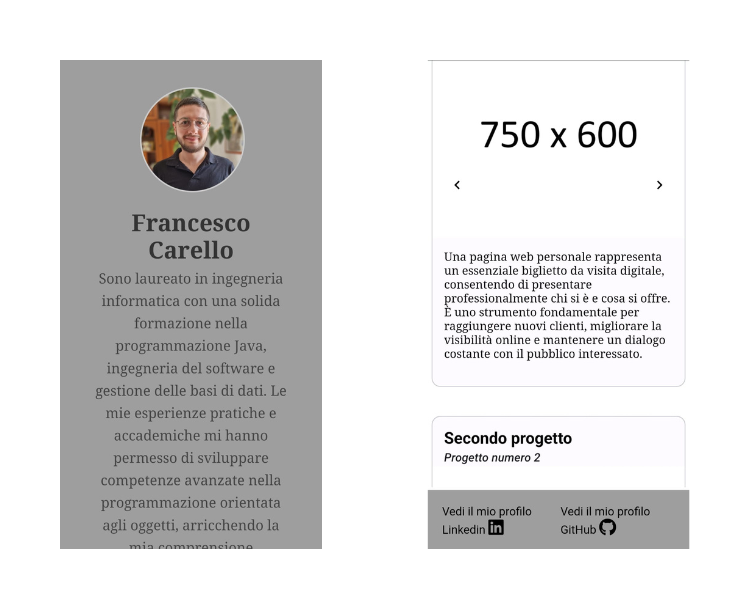 Francesco
Carello
Sono laureato in ingegneria
informatica con una solida
formazione nella
programmazione Java,
ingegneria del software e
gestione delle basi di dati. Le
mie esperienze pratiche e
accademiche mi hanno
permesso di sviluppare
competenze avanzate nella
programmazione orientata
agli oggetti, arricchendo la
mia comprensione
750 x 600
Una pagina web personale rappresenta
un essenziale biglietto da visita digitale,
consentendo di presentare
professionalmente chi si è e cosa si offre.
È uno strumento fondamentale per
raggiungere nuovi clienti, migliorare la
visibilità online e mantenere un dialogo
costante con il pubblico interessato.
Secondo progetto
Progetto numero 2
Vedi il mio profilo
Linkedin
Vedi il mio profilo
GitHub